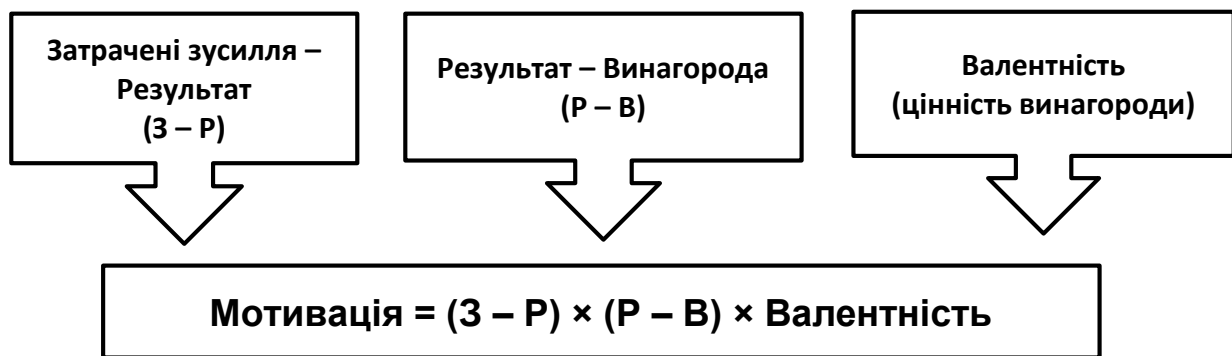 Затрачені зусилля –
Результат
(З – Р)
Результат – Винагорода
(Р – В)
Валентність
(цінність винагороди)
Мотивація = (З – Р) × (Р – В) × Валентність